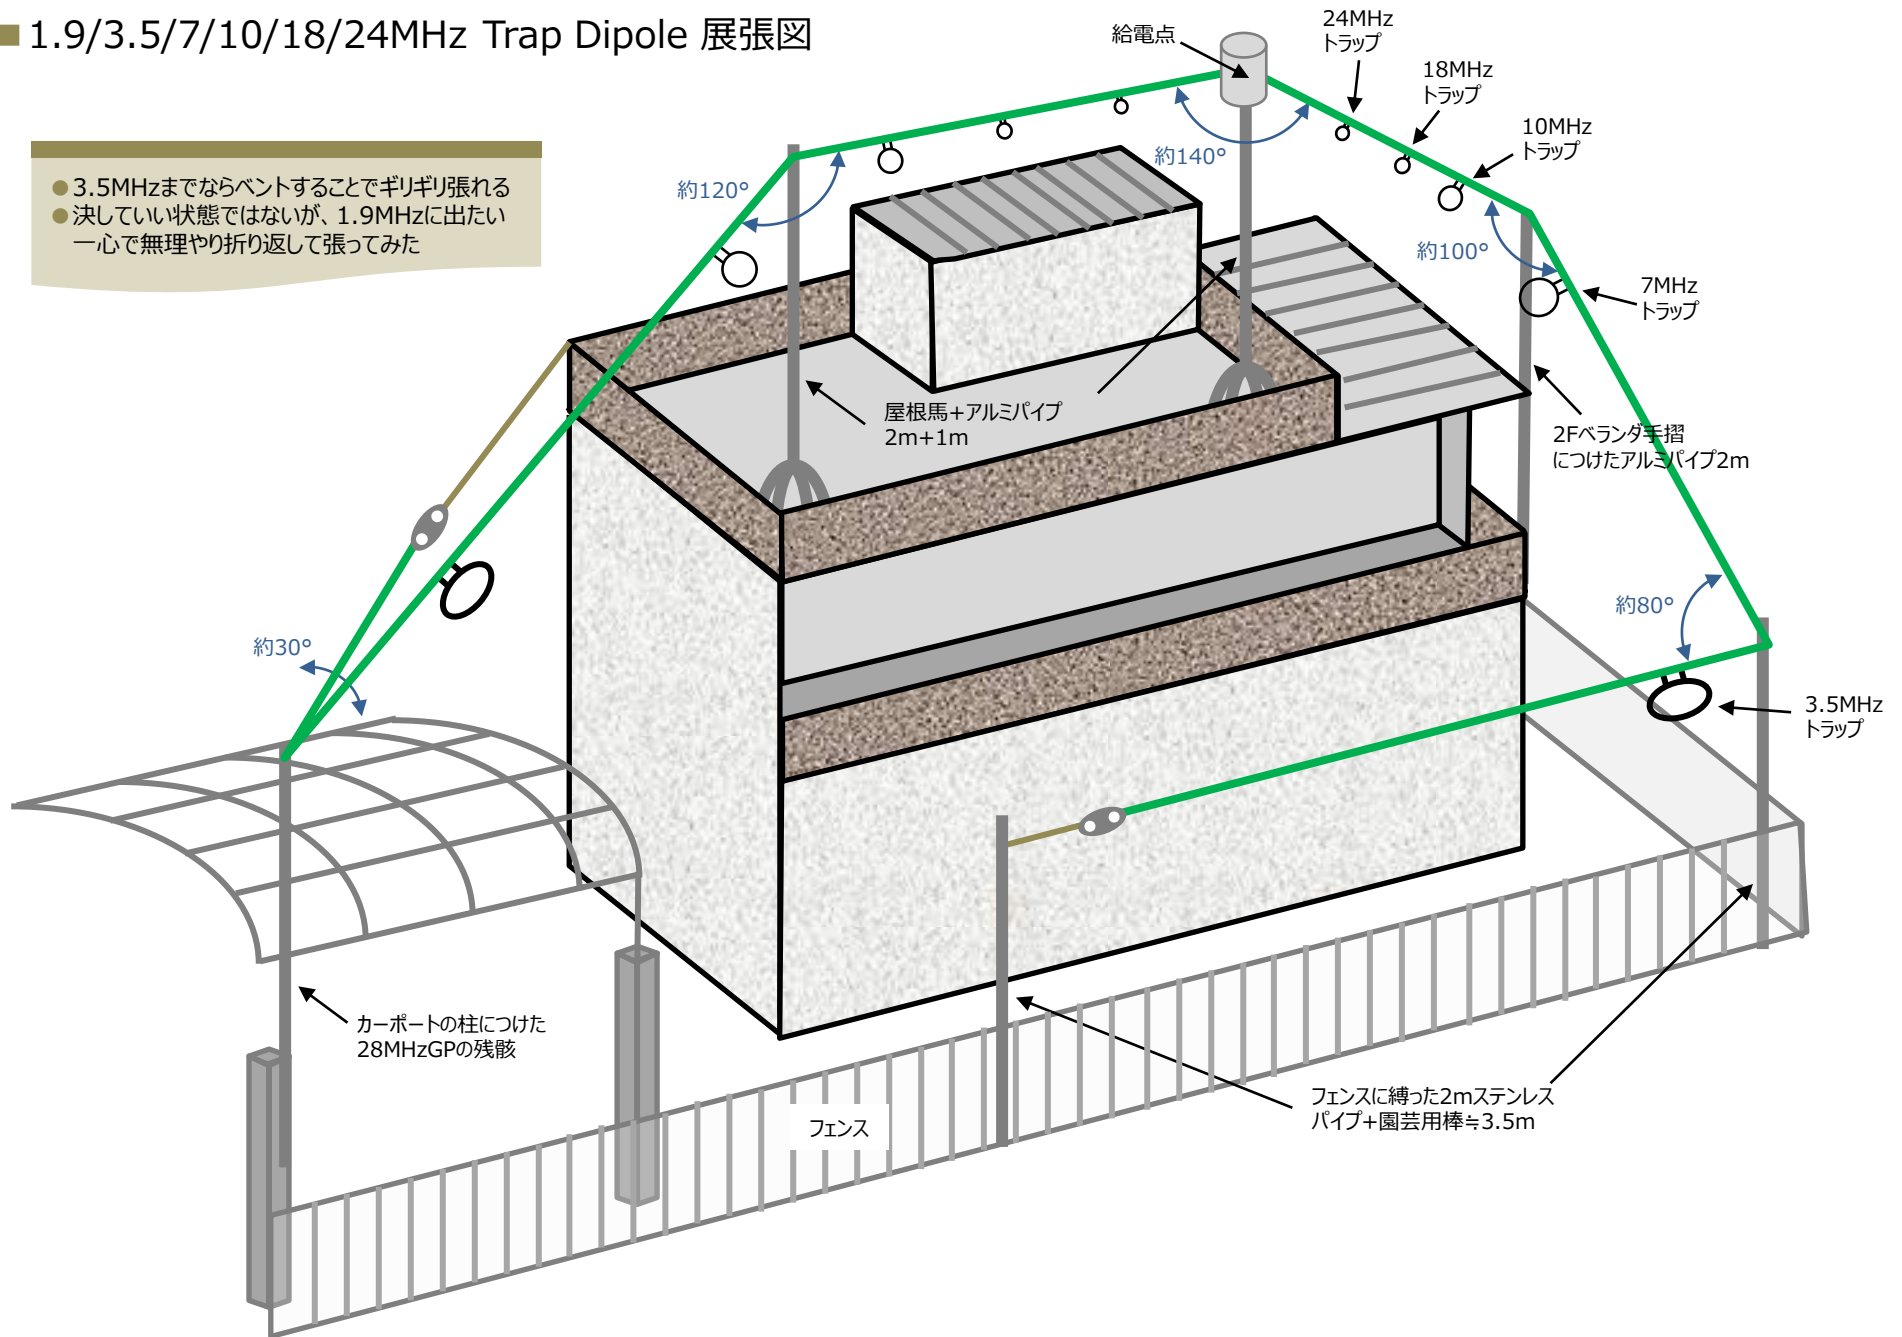 ■1.9/3.5/7/10/18/24MHz Trap Dipole 展張図
給電点
24MHz
トラップ
18MHz
トラップ
10MHz
トラップ
●3.5MHzまでならベントすることでギリギリ張れる
●決していい状態ではないが、1.9MHzに出たい
一心で無理やり折り返して張ってみた
約120°
約140°
約100°
7MHz
トラップ
屋根馬+アルミパイプ
2m+1m
2Fベランダ手摺
につけたアルミパイプ2m
約30°
約80°
3.5MHz
トラップ
カーポートの柱につけた
28MHzGPの残骸
フェンス
フェンスに縛った2mステンレス
パイプ+園芸用棒≒3.5m